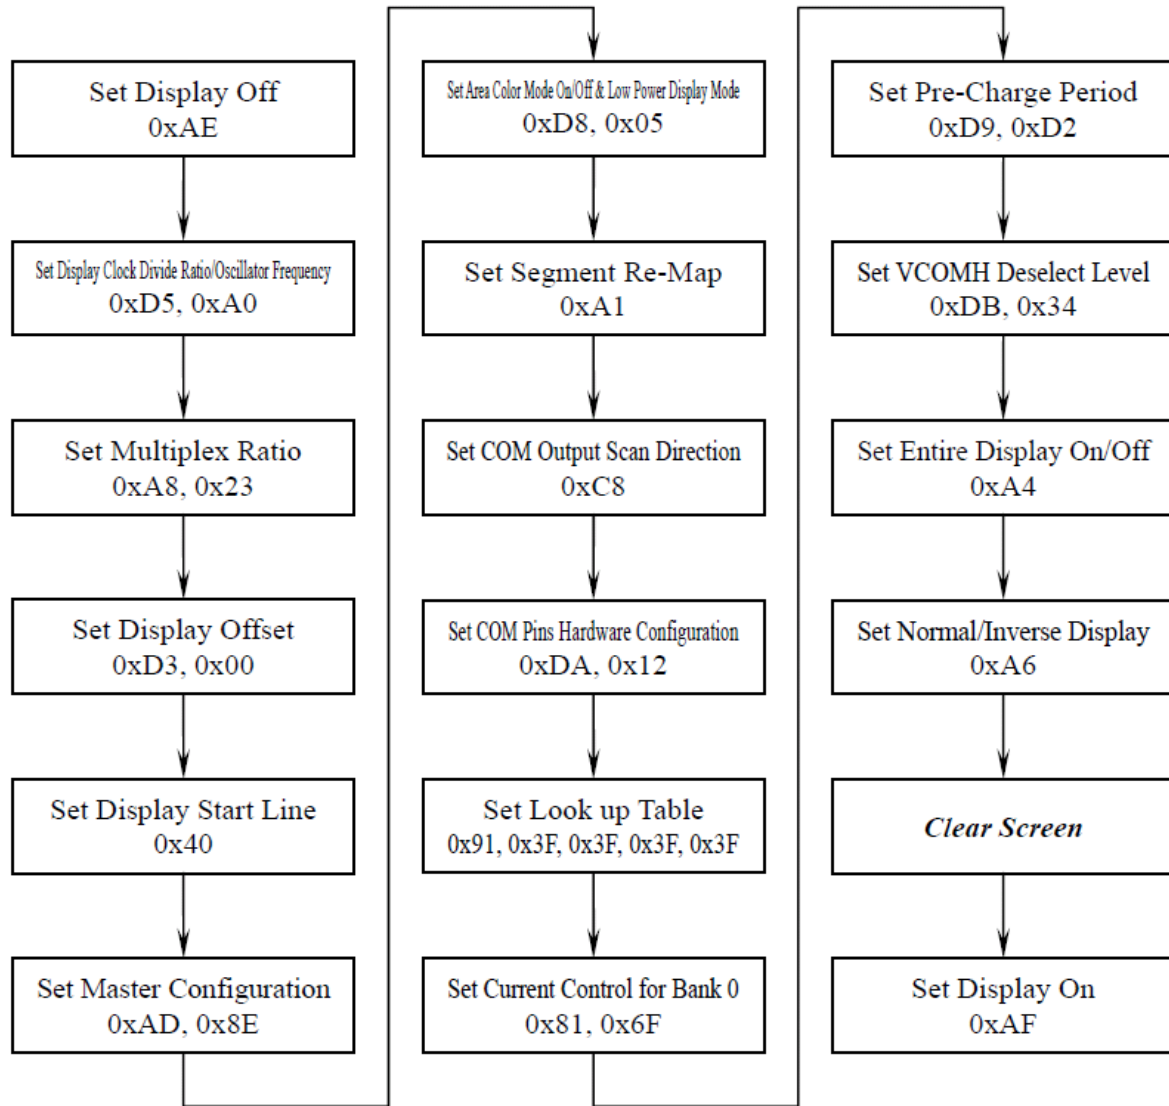 Set Display Off
0xAE
Set Display Clock Divide Ratio/Oscillator Frequency
0xD5, 0xA0
Set Multiplex Ratio
0xA8, 0x23
Set Display Offset
0xD3, 0x00
Set Display Start Line
0x40
Set Master Configuration
0xAD, 0x8E
Set Area Color Mode On/Off & Low Power Display Mode
0xD8, 0x05
Set Segment Re-Map
0xA1
Set COM Output Scan Direction
0xC8
Set COM Pins Hardware Configuration
0xDA, 0x12
Set Look up Table
0x91, 0x3F, 0x3F, 0x3F, 0x3F
Set Current Control for Bank 0
0x81, 0x6F
Set Pre-Charge Period
0xD9, 0xD2
Set VCOMH Deselect Level
0xDB, 0x34
Set Entire Display On/Off
0xA4
Set Normal/Inverse Display
0xA6
Clear Screen
Set Display On
0xAF